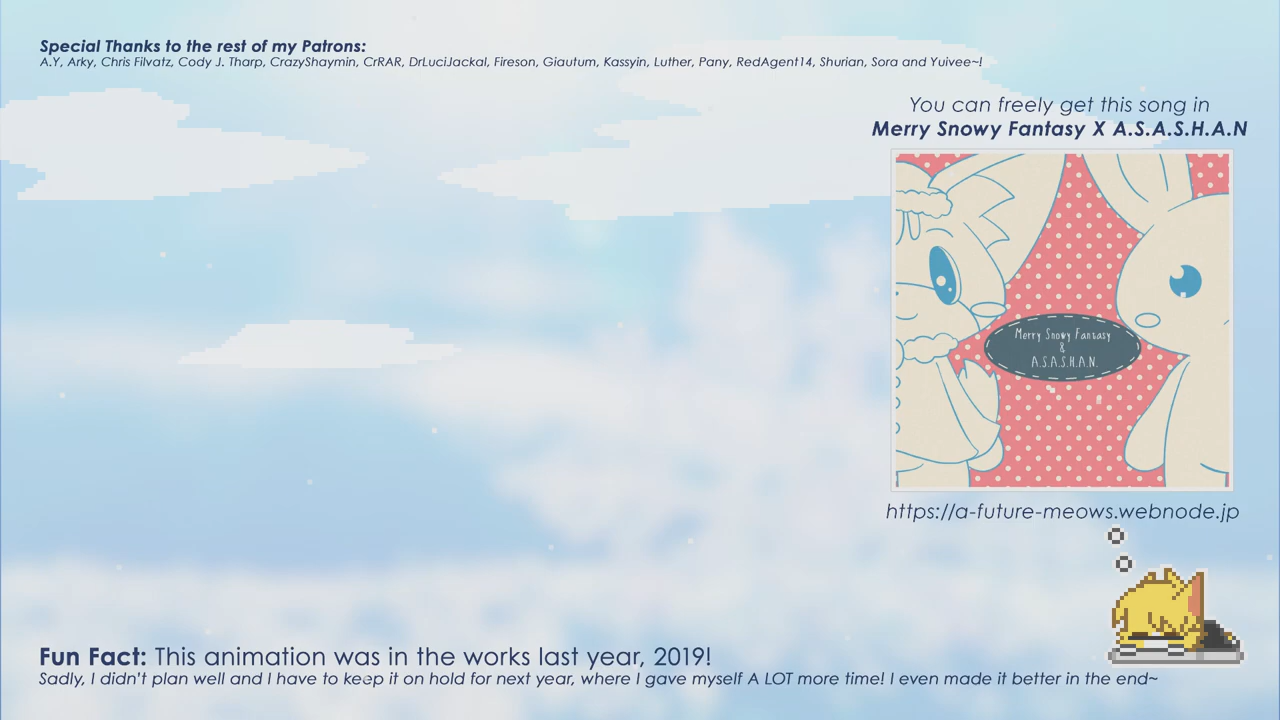 Special Thanks to the rest of my Patrons:
A.Y, Arky, Chris Filvatz, Cody J. Tharp, CrazyShaymin, CrRAR, DrLuciJackal, Fireson, Giautum, Kassyin, Luther, Pany, RedAgent14, Shurian, Sora and Yuivee~!
You can freely get this song in
Merry Snowy Fantasy X A.S.A.S.H.A.N
Merry Snowy Fantasy
&
A.S.A.S.H.A.N.
https://a-future-meows.webnode.jp
Fun Fact: This animation was in the works last year, 2019!
Sadly, I didn't plan well and I have to keep it on hold for next year, where I gave myself A LOT more time! I even made it better in the end~